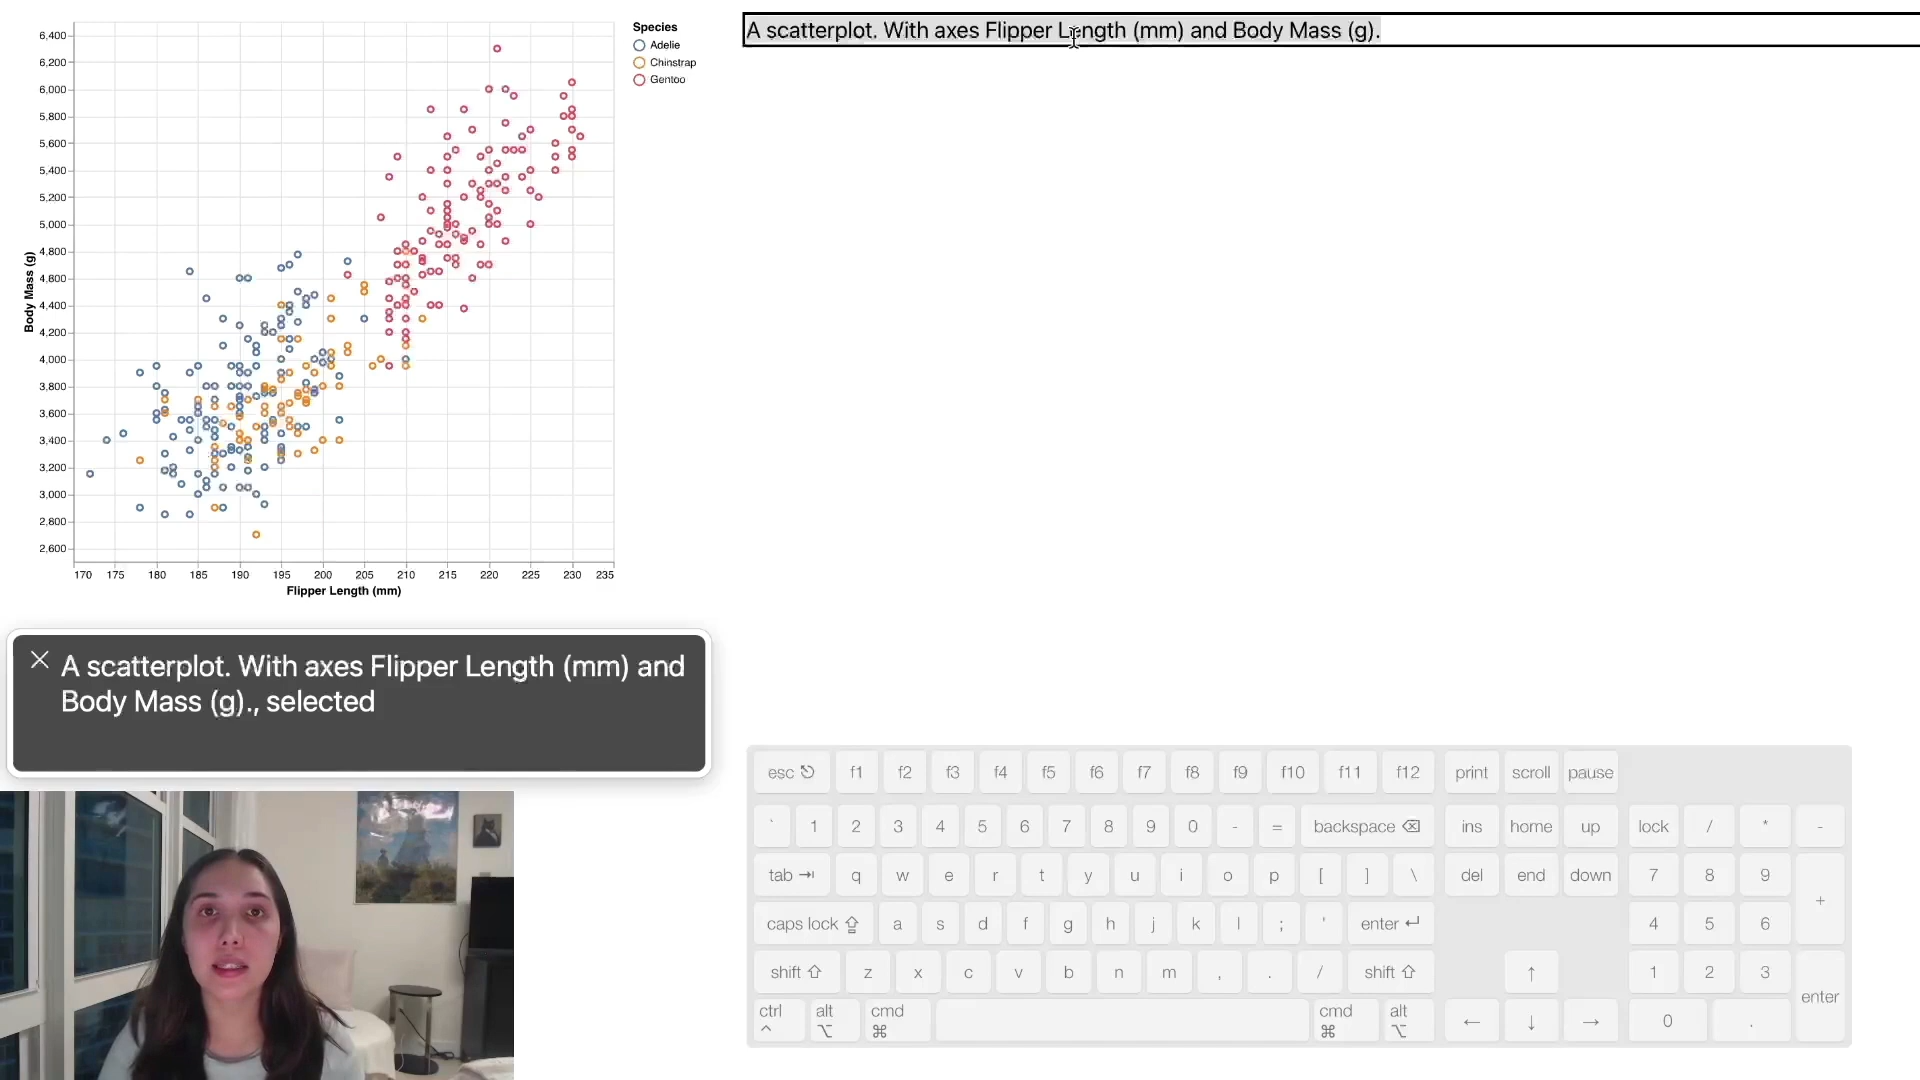 6,400
6,200
6,000
5,800
5,600
5,400
5,200
5,000
4,800
4,600
4,400
4,200
4,000
3,800
3,600
3,400
3,200
3,000
2,800
2,600
Body Mass (g)
170 175 180 185 190 195 200 205 210 215 220 225 230 235
Flipper Length (mm)
Species
Adelie
Chinstrap
Gentoo
A scatterplot. With axes Flipper Length (mm) and Body Mass (g).
A scatterplot. With axes Flipper Length (mm) and
Body Mass (g)., selected
esc f1 f2 f3 f4 f5 f6 f7 f8 f9 f10 f11 f12 print scroll pause
` 1 2 3 4 5 6 7 8 9 0 - = backspace ins home up lock / * -
tab q w e r t y u i o p [ ] \ del end down 7 8 9 +
caps lock a s d f g h j k l ; ' enter 4 5 6
shift z x c v b n m , . / shift ↑ 1 2 3 enter
ctrl alt cmd cmd alt ← ↓ → 0 .